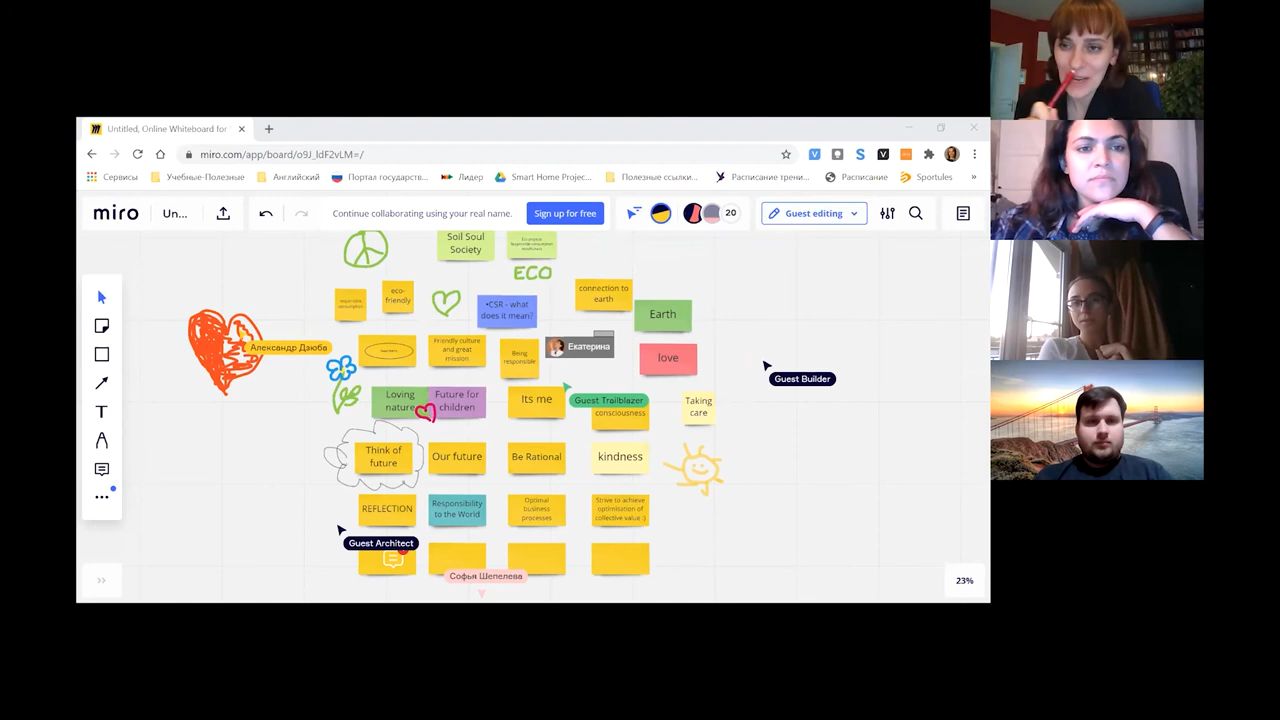 Untitled, Online Whiteboard for
miro.com/app/board/o9J_ldF2vLM=/
Сервисы
Учебные-Полезные
Английский
Портал государств...
Лидер
Smart Home Projec...
Полезные ссылки...
Расписание трени...
Расписание
Sportules
»
miro
Un...
Continue collaborating using your real name.
Sign up for free
20
Guest editing
Soil Soul
Society
ECO
eco-
friendly
•CSR - what
does it mean?
connection to
earth
Earth
Александр Дзюба
Friendly culture
and great
mission
Being
responsible
Екатерина
love
Guest Builder
Loving
nature
Future for
children
Its me
Guest Trailblazer
consciousness
Taking
care
Think of
future
Our future
Be Rational
kindness
REFLECTION
Responsibility
to the World
Optimal
business
processes
Strive to achieve
optimisation of
collective value :)
Guest Architect
Софья Шепелева
23%